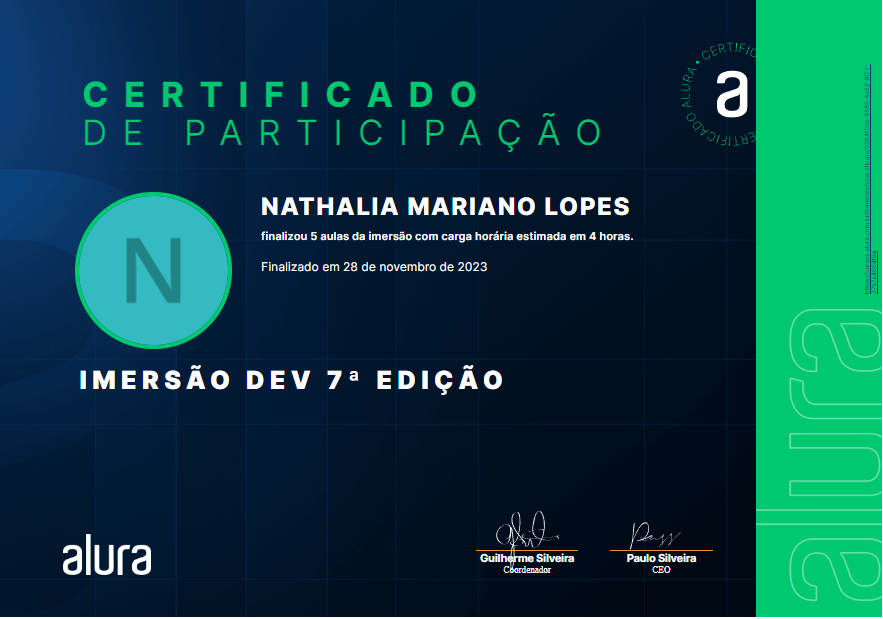 CERTIFICADO
DE PARTICIPAÇÃO
CERTIFICADO ALURA • CERTIFIC
a
N
NATHALIA MARIANO LOPES
finalizou 5 aulas da imersão com carga horária estimada em 4 horas.
Finalizado em 28 de novembro de 2023
IMERSÃO DEV 7ª EDIÇÃO
alura
Guilherme Silveira
Coordenador
Paulo Silveira
CEO
alura